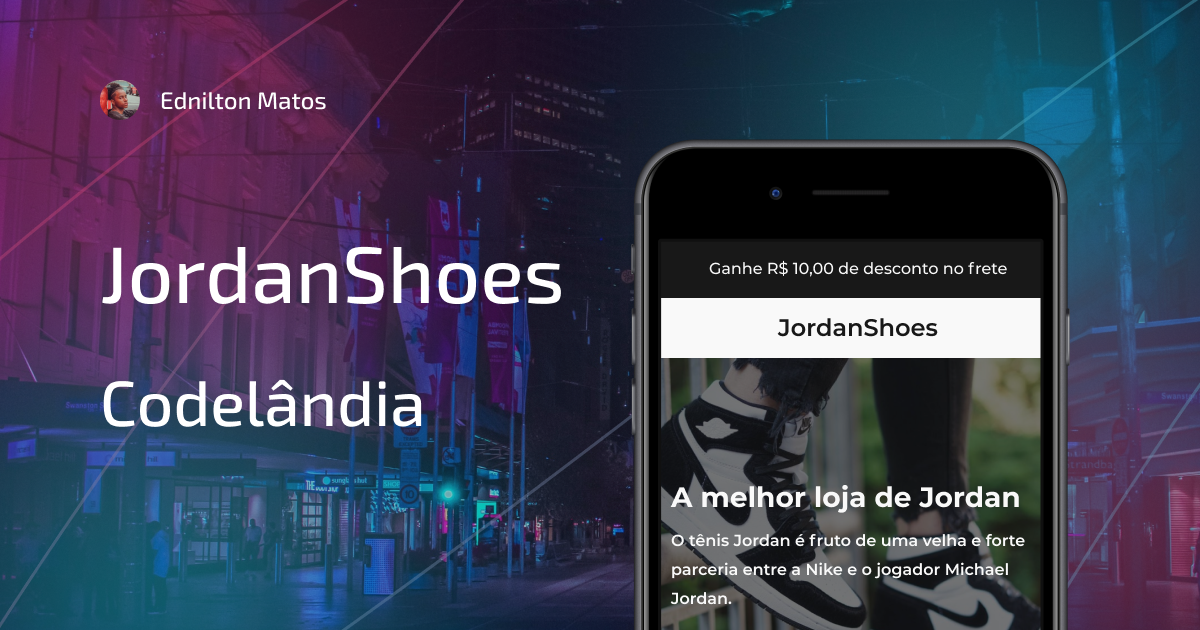 Ednilton Matos
JordanShoes
Codelândia
Ganhe R$ 10,00 de desconto no frete
JordanShoes
A melhor loja de Jordan
O tênis Jordan é fruto de uma velha e forte
parceria entre a Nike e o jogador Michael
Jordan.